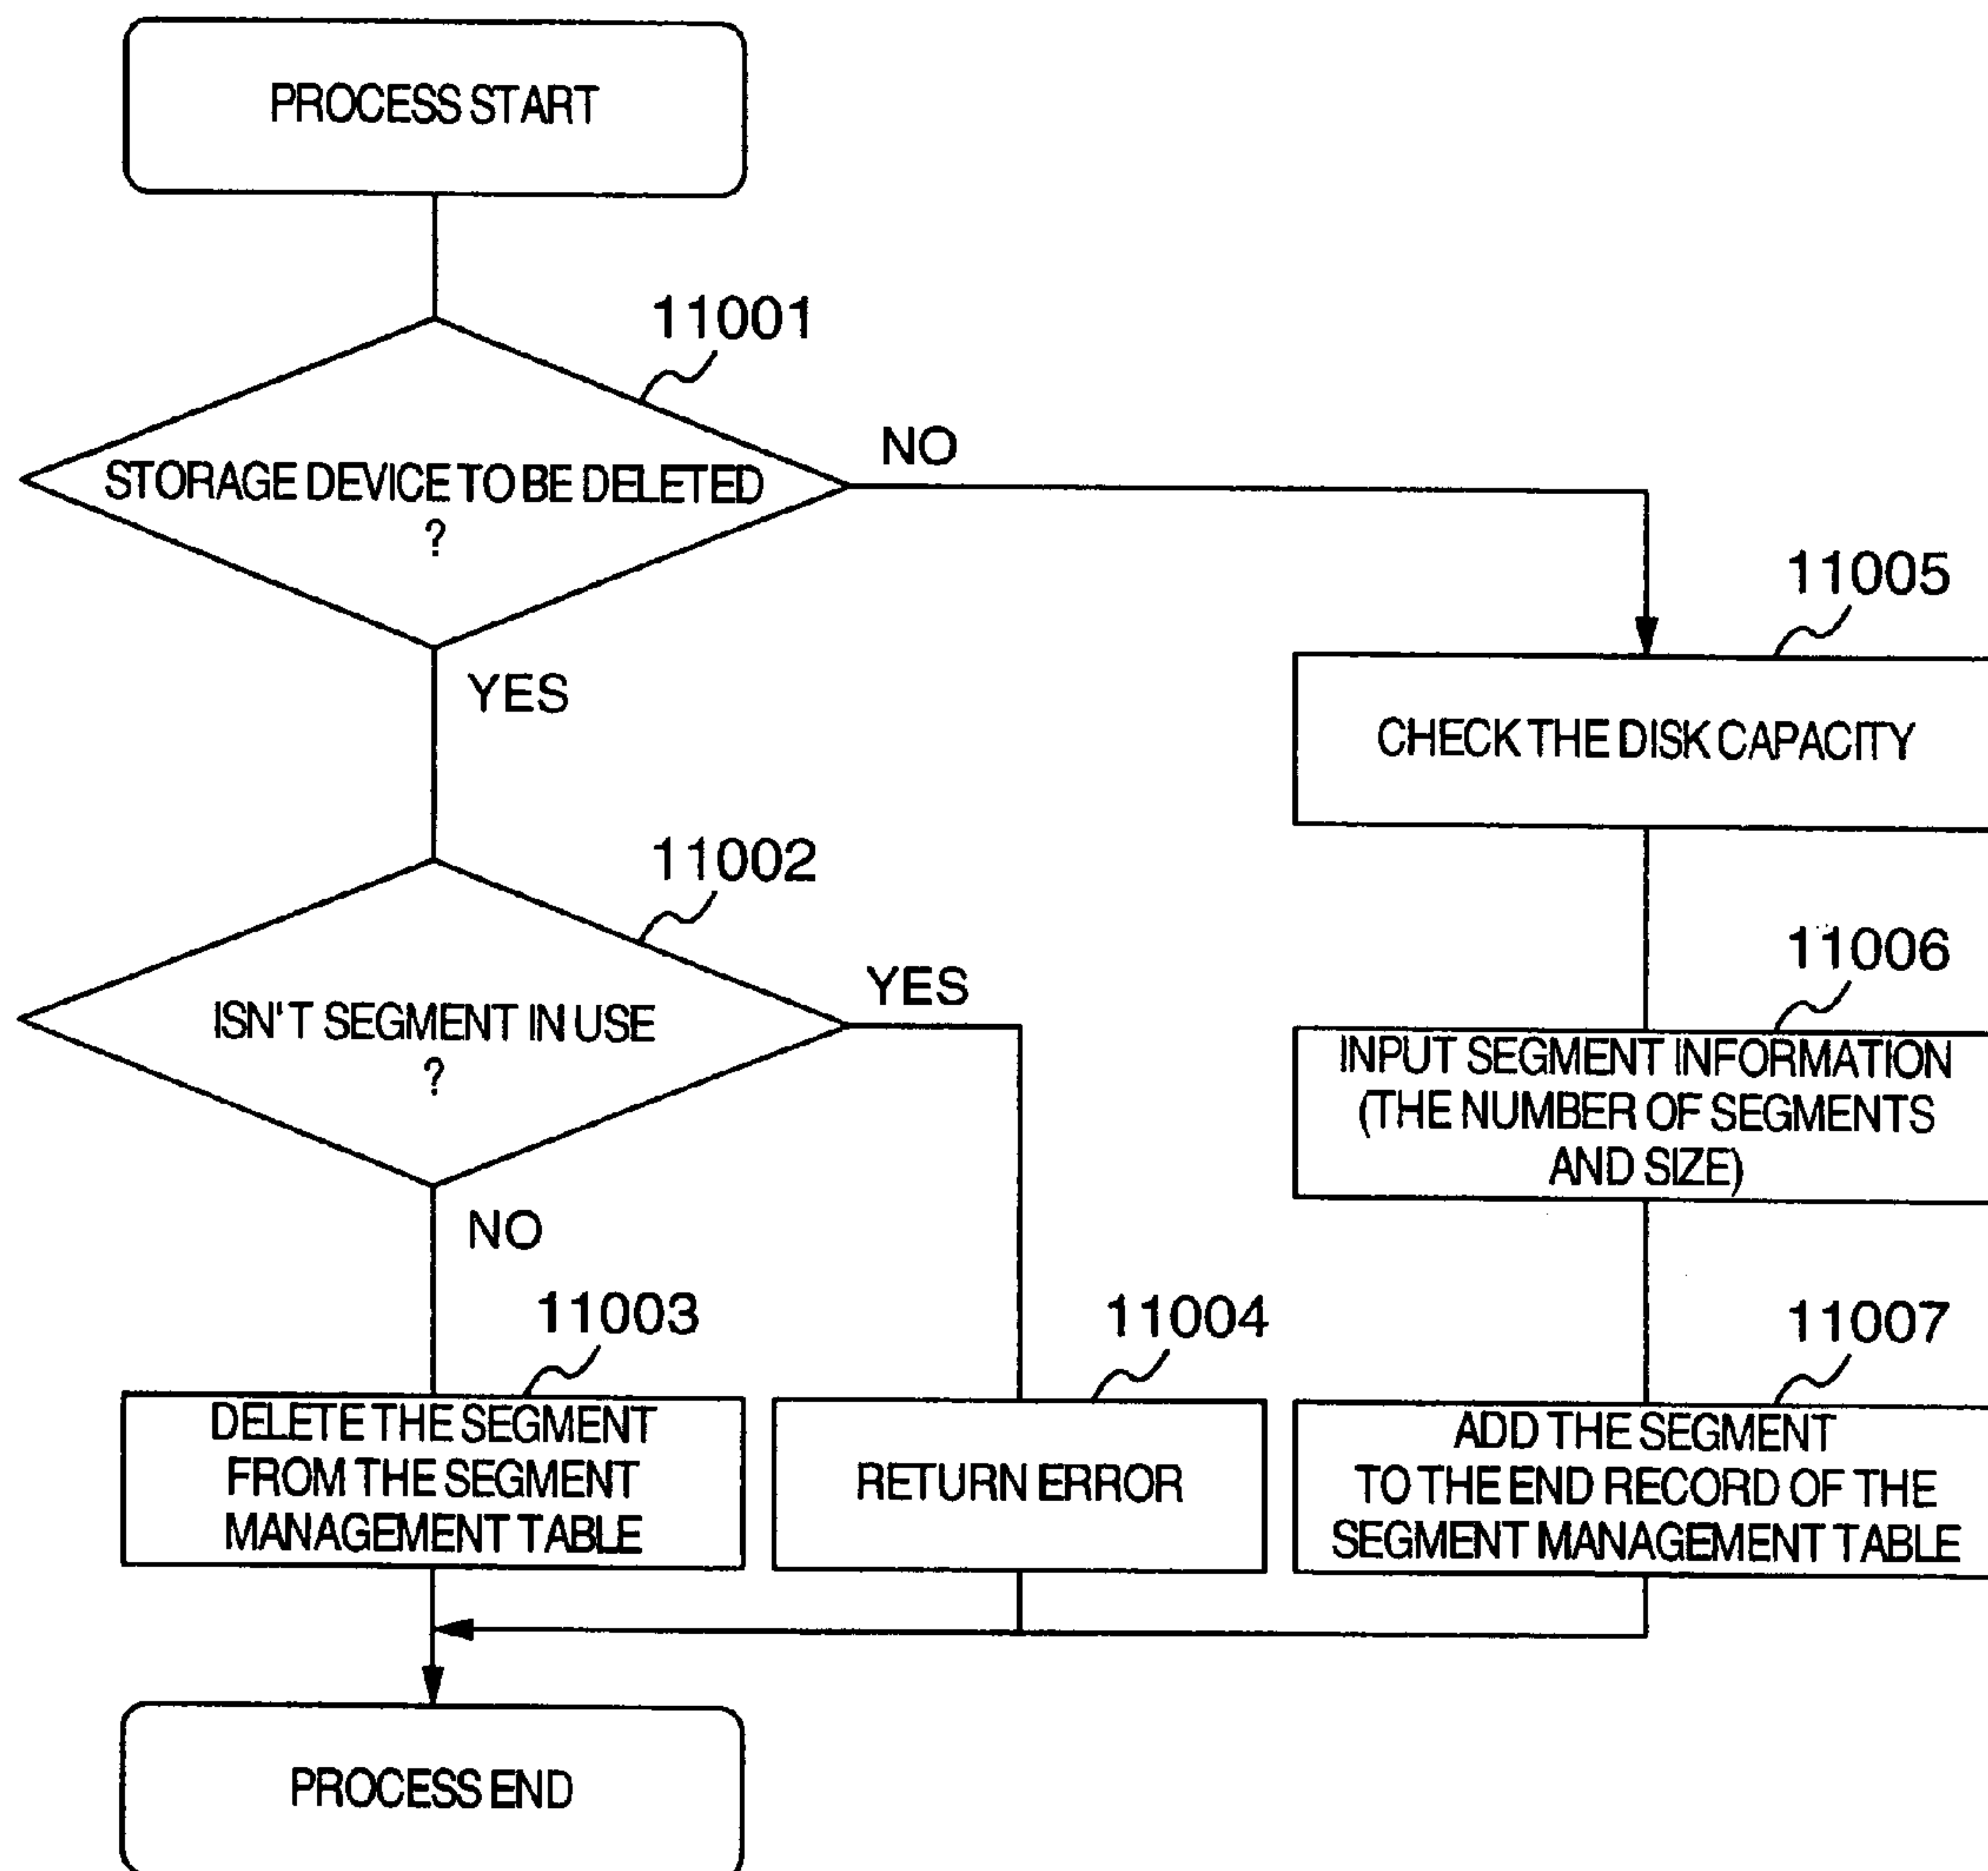 PROCESS START
11001
STORAGE DEVICE TO BE DELETED
?
NO
YES
11005
CHECK THE DISK CAPACITY
11002
ISN'T SEGMENT IN USE
?
YES
NO
11006
INPUT SEGMENT INFORMATION
(THE NUMBER OF SEGMENTS
AND SIZE)
11003
DELETE THE SEGMENT
FROM THE SEGMENT
MANAGEMENT TABLE
11004
RETURN ERROR
11007
ADD THE SEGMENT
TO THE END RECORD OF THE
SEGMENT MANAGEMENT TABLE
PROCESS END